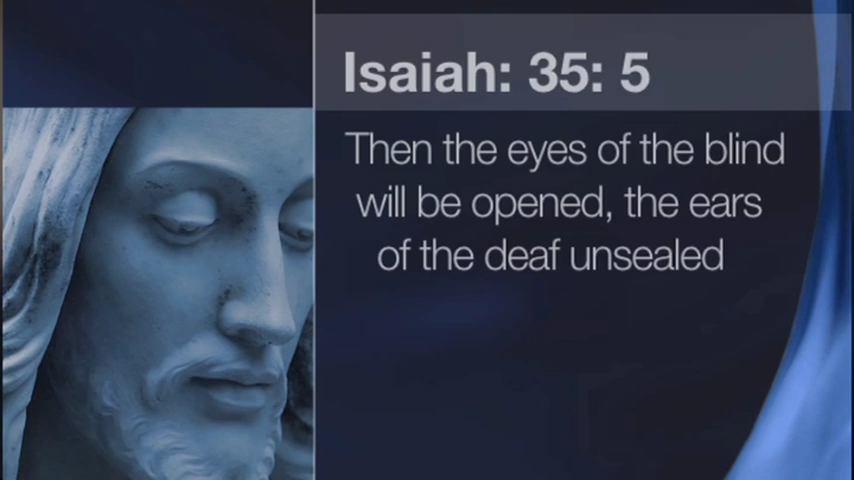 Isaiah: 35: 5
Then the eyes of the blind
will be opened, the ears
of the deaf unsealed